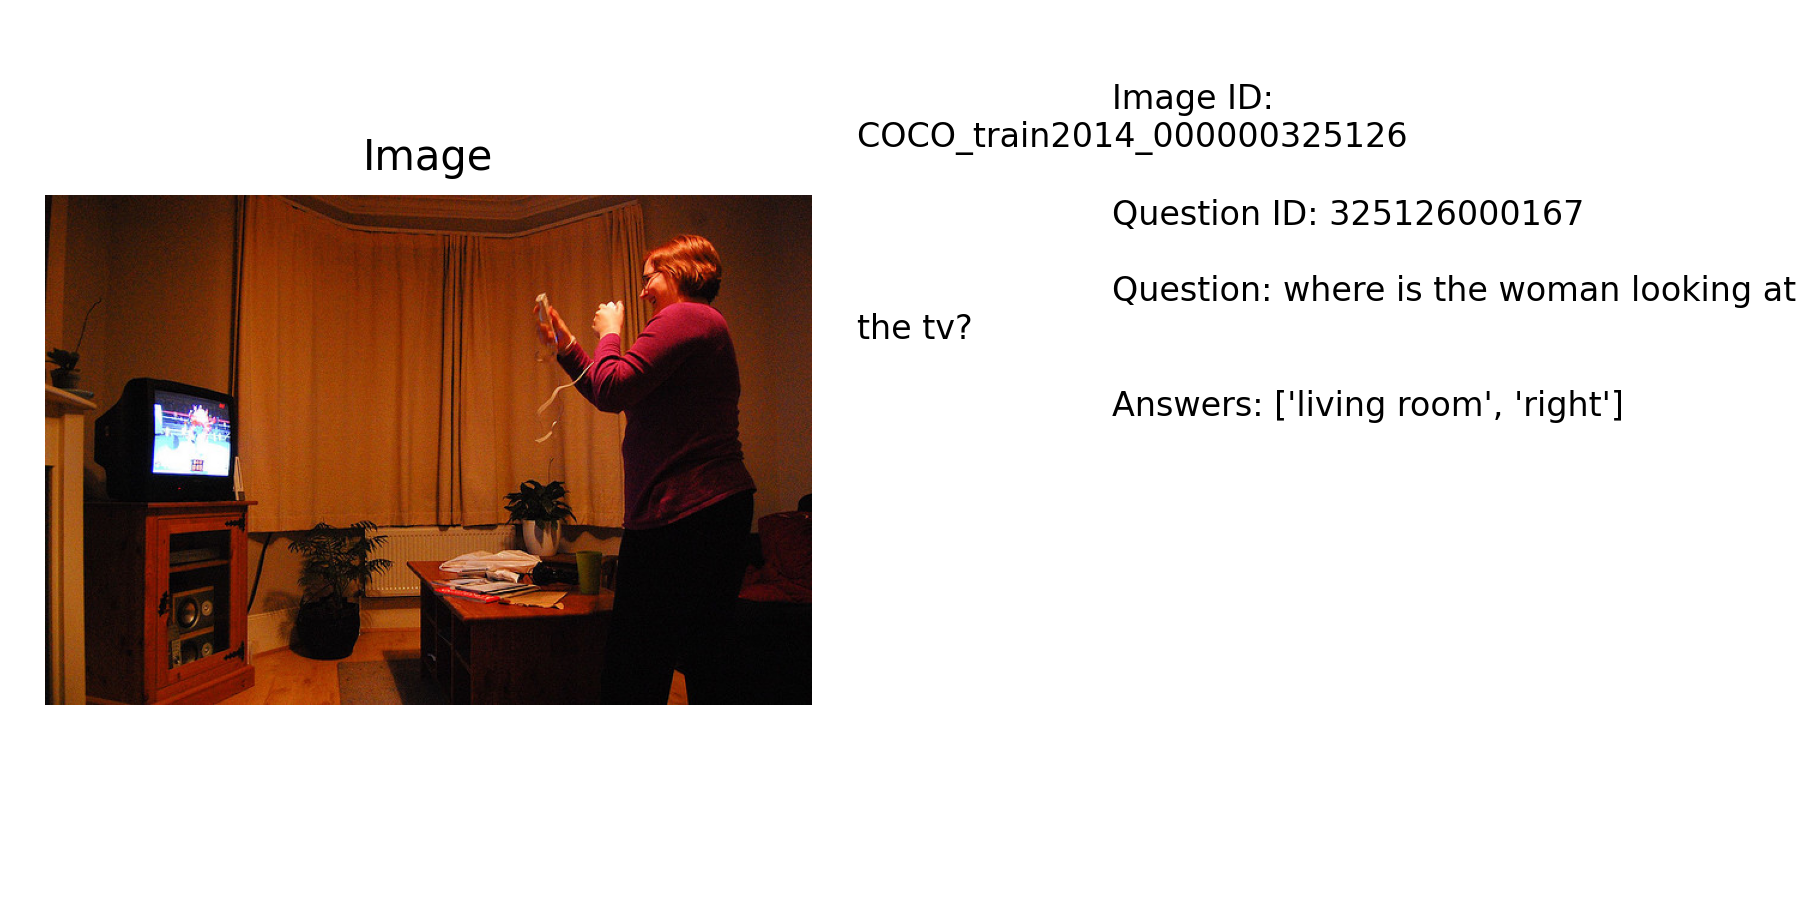 Image
Image ID:
COCO_train2014_000000325126
Question ID: 325126000167
Question: where is the woman looking at
the tv?
Answers: ['living room', 'right']